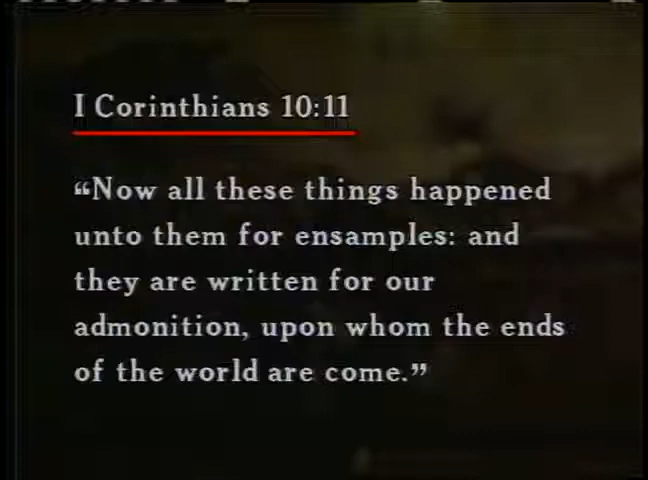 I Corinthians 10:11
“Now all these things happened
unto them for ensamples: and
they are written for our
admonition, upon whom the ends
of the world are come.”